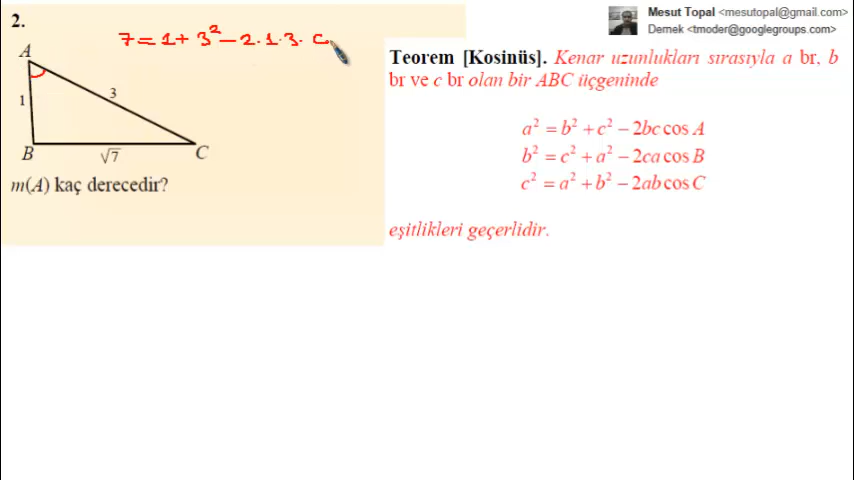 2.
7 = 1 + 3² - 2 . 1 . 3 . c
A
1
3
B
√7
C
m(A) kaç derecedir?
Mesut Topal <mesutopal@gmail.com>
Dernek <tmoder@googlegroups.com>
Teorem [Kosinüs]. Kenar uzunlukları sırasıyla a br, b
br ve c br olan bir ABC üçgeninde
a² = b² + c² − 2bc cos A
b² = c² + a² − 2ca cos B
c² = a² + b² − 2ab cos C
eşitlikleri geçerlidir.